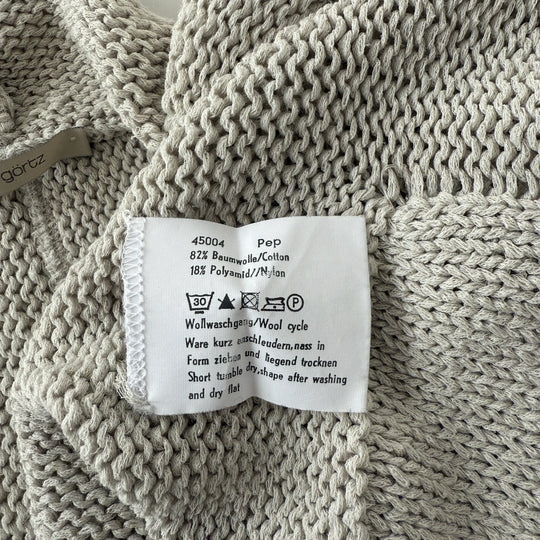 görtz
45004 PeP
82% Baumwolle/Cotton
18% Polyamid//Nylon
30 P
Wollwaschgang/Wool cycle
Ware kurz anschleudern,nass in
Form ziehen und liegend trocknen
Short tumble dry,shape after washing
and dry flat